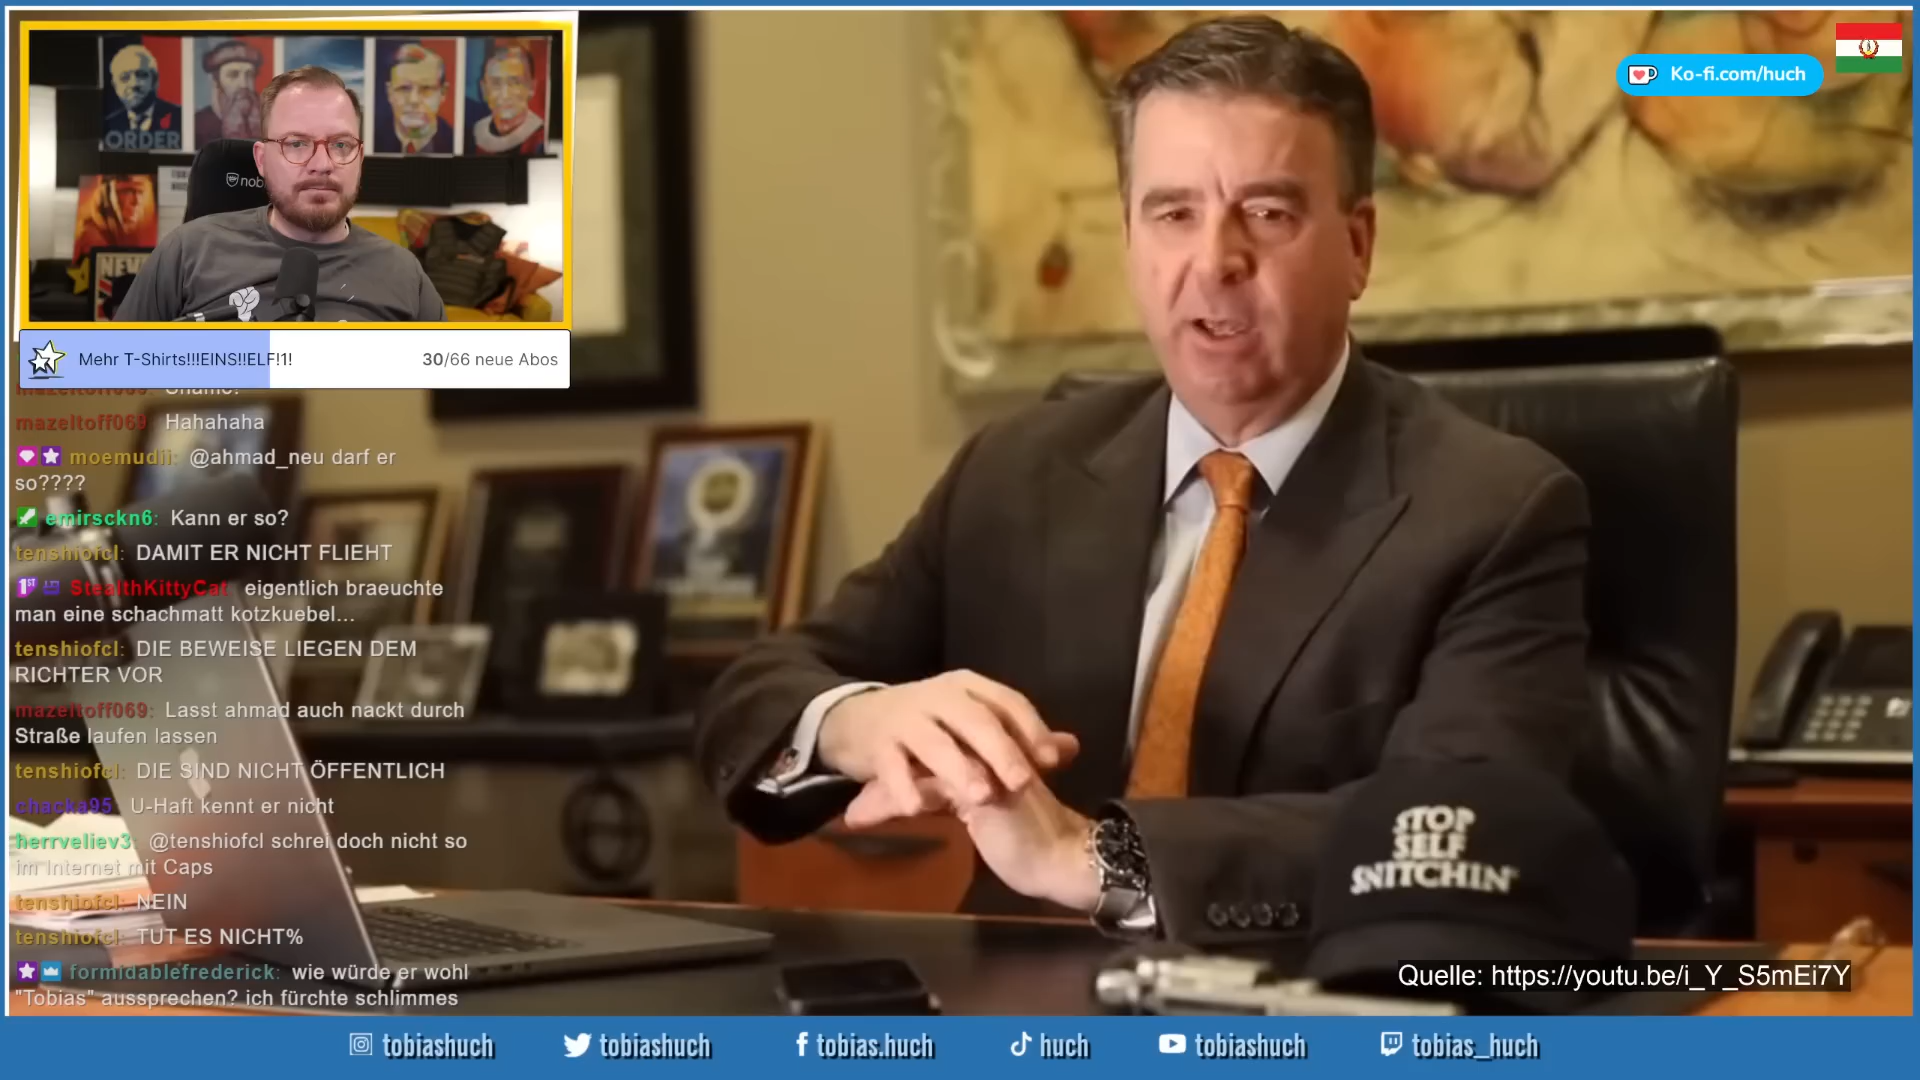 ORDER
nob
NEV
Ko-fi.com/huch
Mehr T-Shirts!!!EINS!!ELF!1!
30/66 neue Abos
mazeltoff069: Hahahaha
moemudii: @ahmad_neu darf er
so????
emirsckn6: Kann er so?
tenshiofcl: DAMIT ER NICHT FLIEHT
1ST StealthKittyCat: eigentlich braeuchte
man eine schachmatt kotzkuebel...
tenshiofcl: DIE BEWEISE LIEGEN DEM
RICHTER VOR
mazeltoff069: Lasst ahmad auch nackt durch
Straße laufen lassen
tenshiofcl: DIE SIND NICHT ÖFFENTLICH
chacka95: U-Haft kennt er nicht
herrveliev3: @tenshiofcl schrei doch nicht so
im Internet mit Caps
tenshiofcl: NEIN
tenshiofcl: TUT ES NICHT%
formidablefrederick: wie würde er wohl
"Tobias" aussprechen? ich fürchte schlimmes
STOP
SELF
SNITCHIN'
Quelle: https://youtu.be/i_Y_S5mEi7Y
tobiashuch
tobiashuch
tobias.huch
huch
tobiashuch
tobias_huch